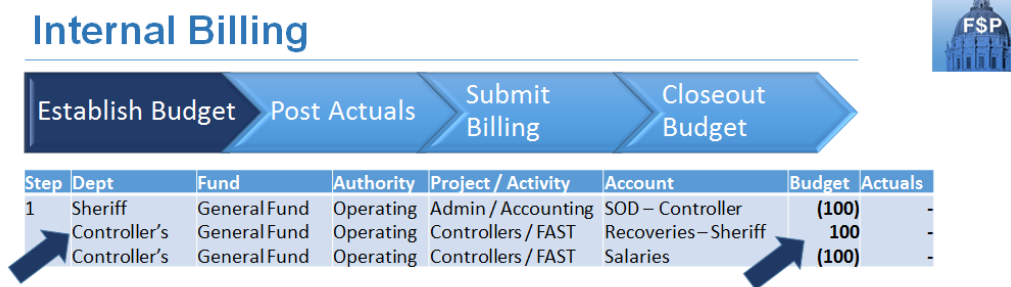 Internal Billing
F$P
Establish Budget
Post Actuals
Submit
Billing
Closeout
Budget
Step Dept Fund Authority Project / Activity Account Budget Actuals
1 Sheriff General Fund Operating Admin / Accounting SOD – Controller (100) -
Controller's General Fund Operating Controllers / FAST Recoveries – Sheriff 100 -
Controller's General Fund Operating Controllers / FAST Salaries (100) -